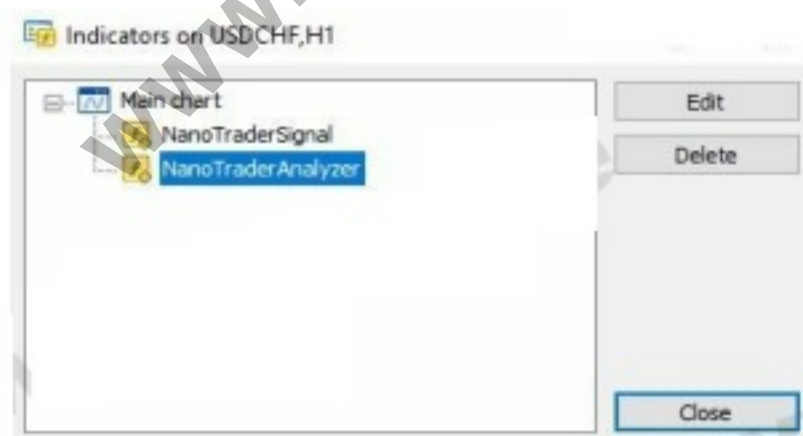 Indicators on USDCHF,H1
Main chart
NanoTraderSignal
NanoTraderAnalyzer
Edit
Delete
Close